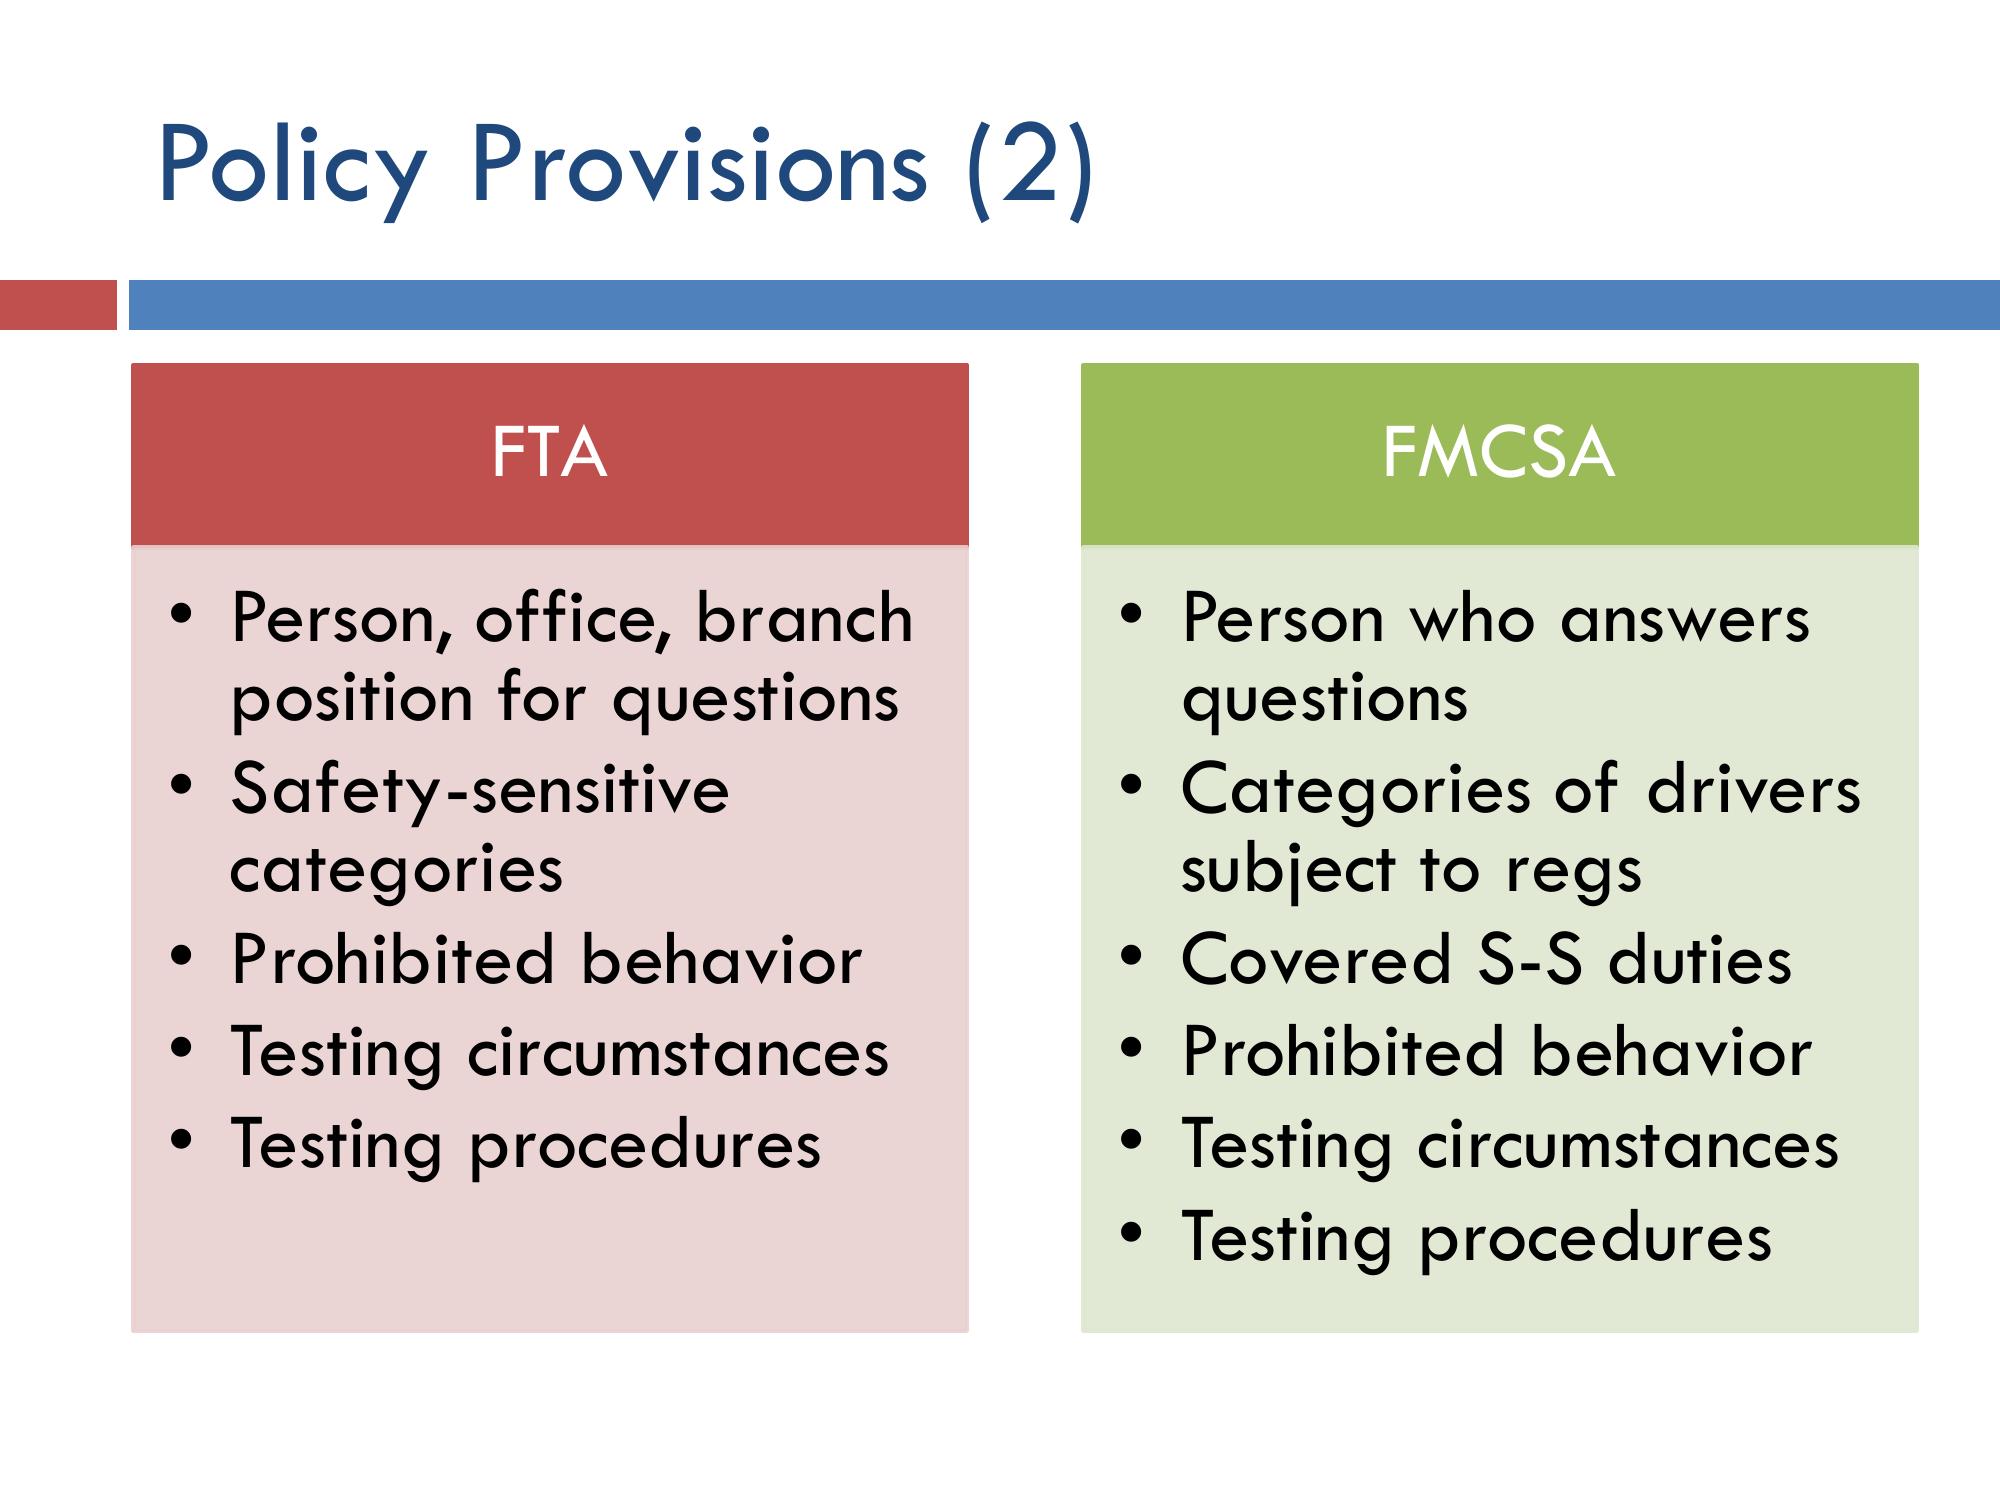 Policy Provisions (2)
FTA
• Person, office, branch
position for questions
• Safety-sensitive
categories
• Prohibited behavior
• Testing circumstances
• Testing procedures
FMCSA
• Person who answers
questions
• Categories of drivers
subject to regs
• Covered S-S duties
• Prohibited behavior
• Testing circumstances
• Testing procedures